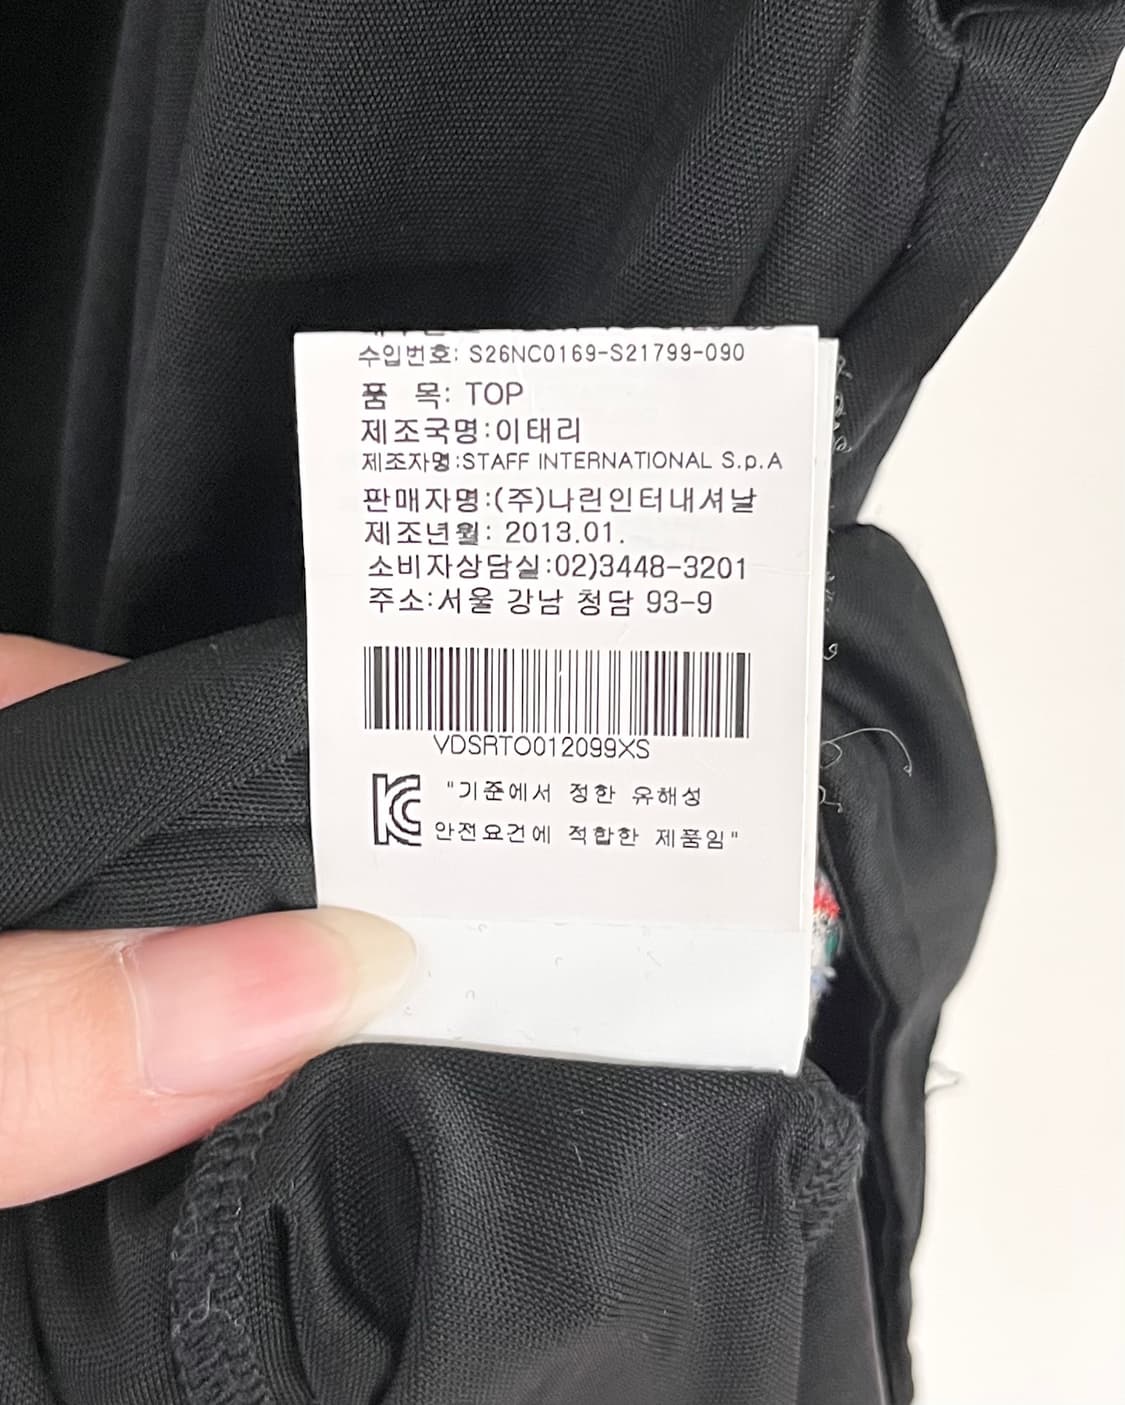 수입번호: S26NC0169-S21799-090
품 목: TOP
제조국명:이태리
제조자명:STAFF INTERNATIONAL S.p.A
판매자명:(주)나린인터내셔날
제조년월: 2013.01.
소비자상담실:02)3448-3201
주소:서울 강남 청담 93-9
VDSRTO012099XS
"기준에서 정한 유해성
안전요건에 적합한 제품임"